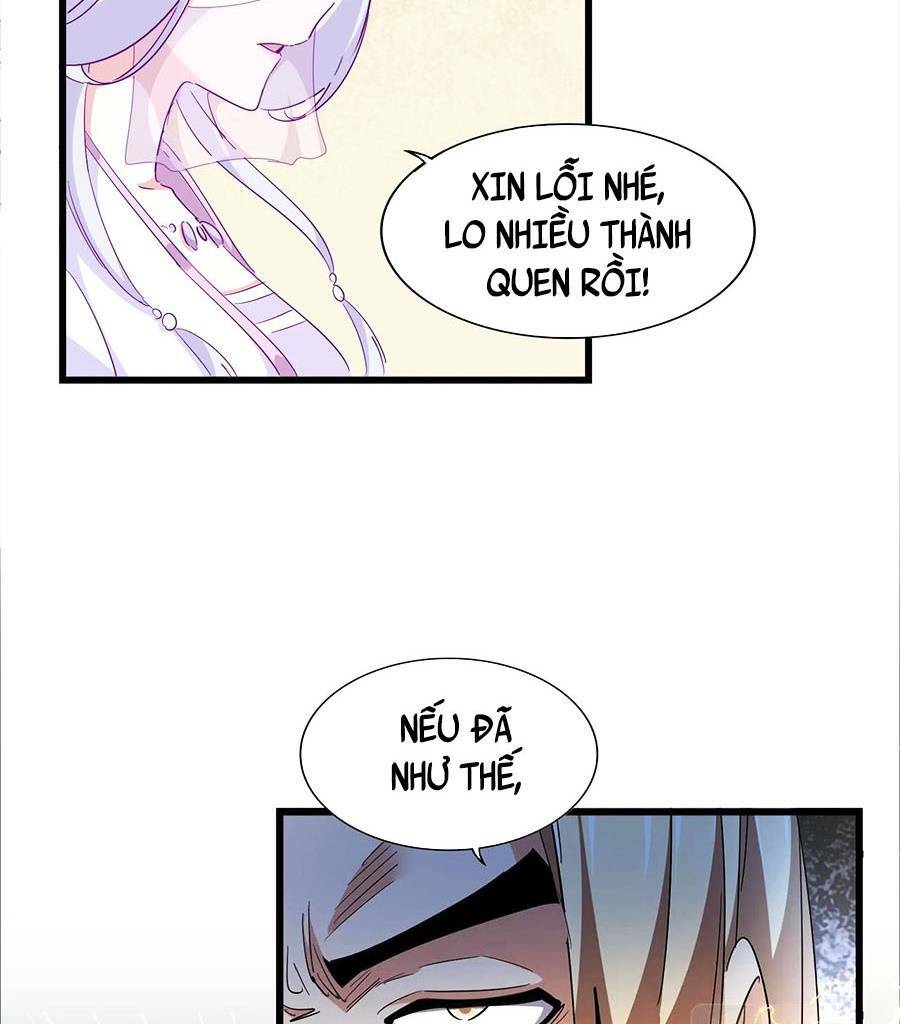 XIN LỖI NHÉ,
LO NHIỀU THÀNH
QUEN RỒI!
NẾU ĐÃ
NHƯ THẾ,